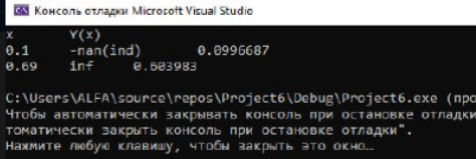 Консоль отладки Microsoft Visual Studio
x Y(x)
0.1 -nan(ind) 0.0996687
0.69 inf 0.603983
C:\Users\ALFA\source\repos\Project6\Debug\Project6.exe (про
Чтобы автоматически закрывать консоль при остановке отладки
томатически закрыть консоль при остановке отладки".
Нажмите любую клавишу, чтобы закрыть это окно…